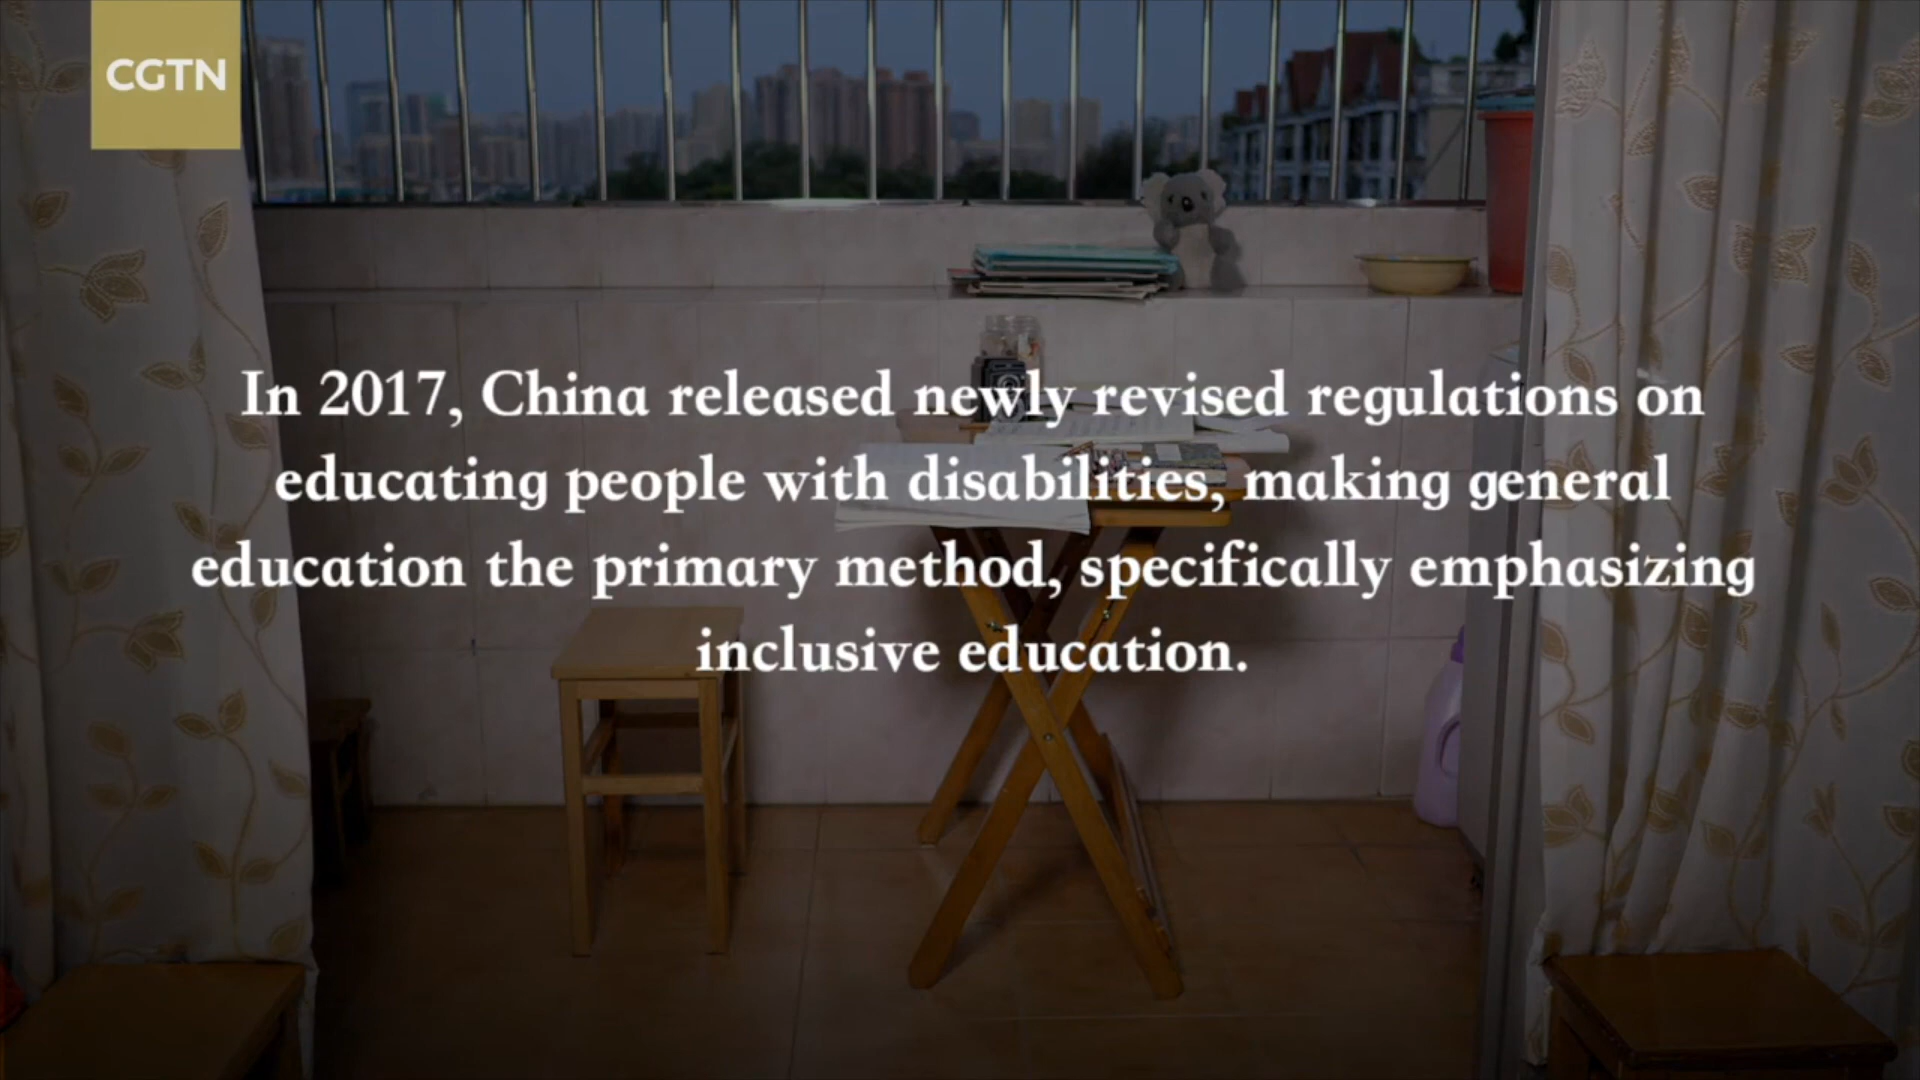 CGTN
In 2017, China released newly revised regulations on
educating people with disabilities, making general
education the primary method, specifically emphasizing
inclusive education.